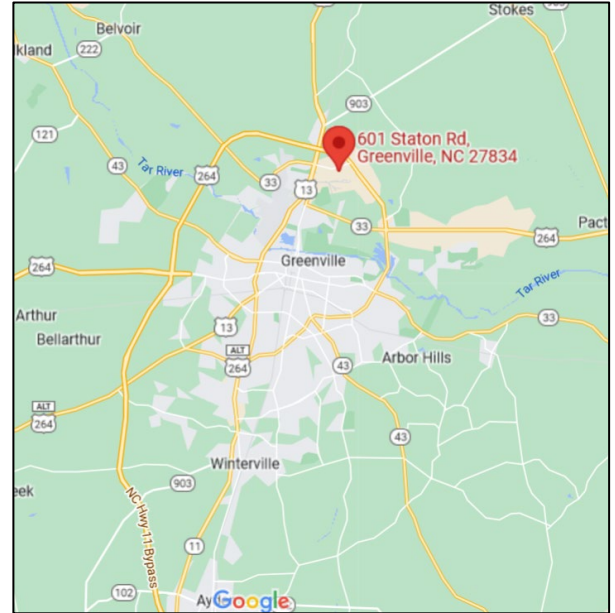 Stokes
Belvoir
kland
222
903
121
601 Staton Rd,
Greenville, NC 27834
43
Tar River
264
33
13
33
Pact
264
264
Greenville
Tar River
Arthur
13
33
Bellarthur
ALT
264
43
Arbor Hills
ALT
264
43
Winterville
903
eek
NC Hwy 11 Bypass
11
102
Ay
Google